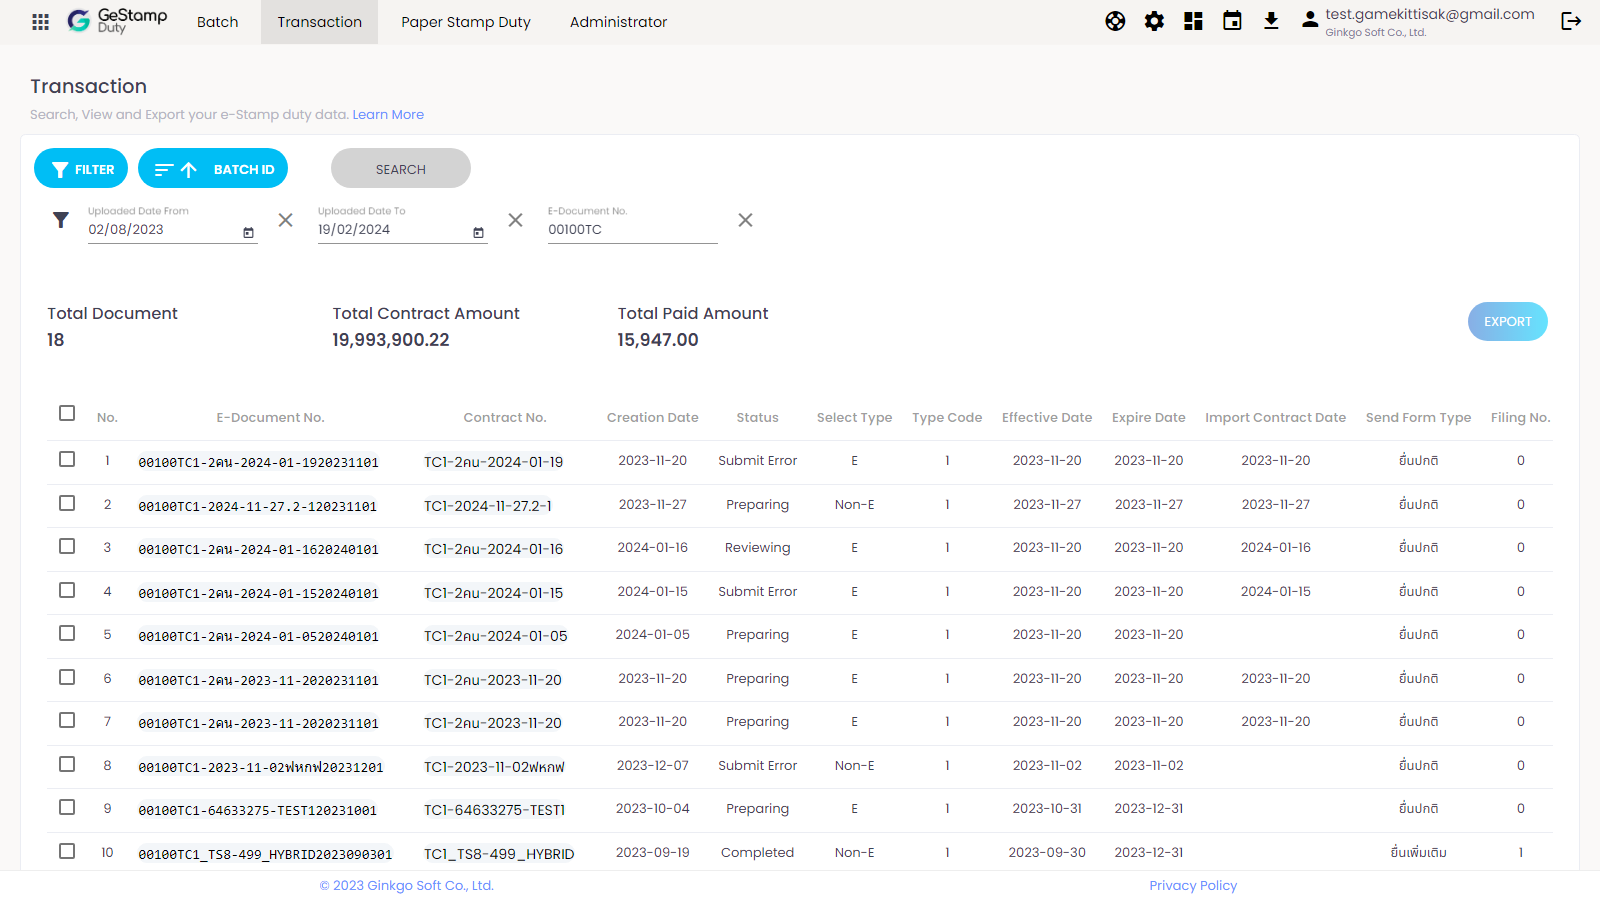 GeStamp Duty
Batch
Transaction
Paper Stamp Duty
Administrator
test.gamekittisak@gmail.com
Ginkgo Soft Co., Ltd.
Transaction
Search, View and Export your e-Stamp duty data. Learn More
FILTER
BATCH ID
SEARCH
Uploaded Date From
02/08/2023
Uploaded Date To
19/02/2024
E-Document No.
00100TC
Total Document
18
Total Contract Amount
19,993,900.22
Total Paid Amount
15,947.00
EXPORT
No. E-Document No. Contract No. Creation Date Status Select Type Type Code Effective Date Expire Date Import Contract Date Send Form Type Filing No.
1 00100TC1-2คน-2024-01-1920231101 TC1-2คน-2024-01-19 2023-11-20 Submit Error E 1 2023-11-20 2023-11-20 2023-11-20 ยื่นปกติ 0
2 00100TC1-2024-11-27.2-120231101 TC1-2024-11-27.2-1 2023-11-27 Preparing Non-E 1 2023-11-27 2023-11-27 2023-11-27 ยื่นปกติ 0
3 00100TC1-2คน-2024-01-1620240101 TC1-2คน-2024-01-16 2024-01-16 Reviewing E 1 2023-11-20 2023-11-20 2024-01-16 ยื่นปกติ 0
4 00100TC1-2คน-2024-01-1520240101 TC1-2คน-2024-01-15 2024-01-15 Submit Error E 1 2023-11-20 2023-11-20 2024-01-15 ยื่นปกติ 0
5 00100TC1-2คน-2024-01-0520240101 TC1-2คน-2024-01-05 2024-01-05 Preparing E 1 2023-11-20 2023-11-20 ยื่นปกติ 0
6 00100TC1-2คน-2023-11-2020231101 TC1-2คน-2023-11-20 2023-11-20 Preparing E 1 2023-11-20 2023-11-20 2023-11-20 ยื่นปกติ 0
7 00100TC1-2คน-2023-11-2020231101 TC1-2คน-2023-11-20 2023-11-20 Preparing E 1 2023-11-20 2023-11-20 2023-11-20 ยื่นปกติ 0
8 00100TC1-2023-11-02ฟหกฟ20231201 TC1-2023-11-02ฟหกฟ 2023-12-07 Submit Error Non-E 1 2023-11-02 2023-11-02 ยื่นปกติ 0
9 00100TC1-64633275-TEST120231001 TC1-64633275-TEST1 2023-10-04 Preparing E 1 2023-10-31 2023-12-31 ยื่นปกติ 0
10 00100TC1_TS8-499_HYBRID2023090301 TC1_TS8-499_HYBRID 2023-09-19 Completed Non-E 1 2023-09-30 2023-12-31 ยื่นเพิ่มเติม 1
© 2023 Ginkgo Soft Co., Ltd.
Privacy Policy